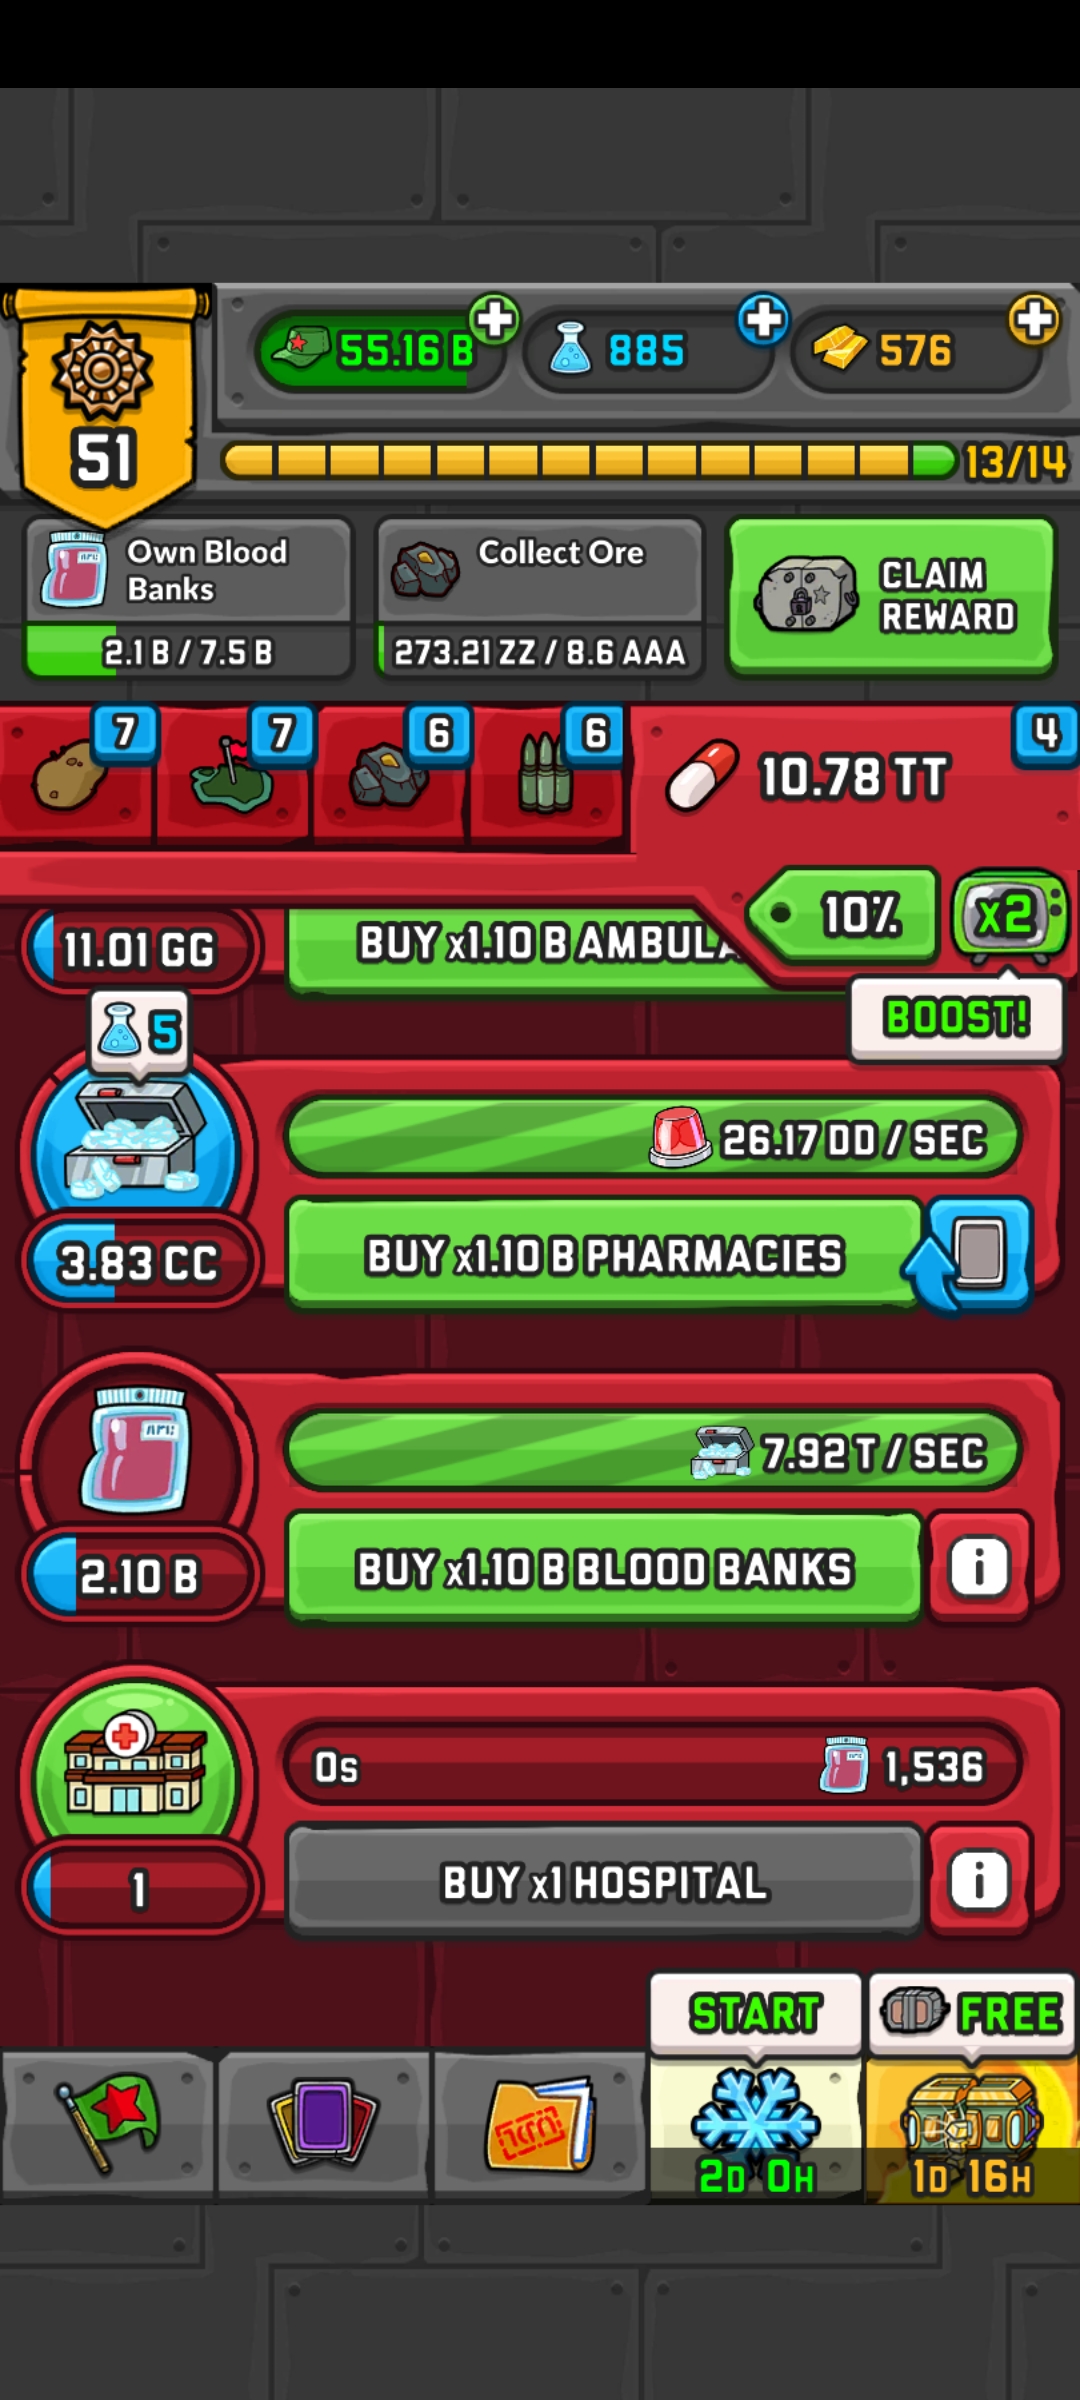 51
55.16 B
885
576
13/14
Own Blood
Banks
2.1 B / 7.5 B
Collect Ore
273.21 ZZ / 8.6 AAA
CLAIM
REWARD
7
7
6
6
4
10.78 TT
10%
x2
BOOST!
11.01 GG
BUY x1.10 B AMBULA
5
26.17 DD / SEC
3.83 CC
BUY x1.10 B PHARMACIES
7.92 T / SEC
2.10 B
BUY x1.10 B BLOOD BANKS
0s
1,536
1
BUY x1 HOSPITAL
START
FREE
2D 0H
1D 16H